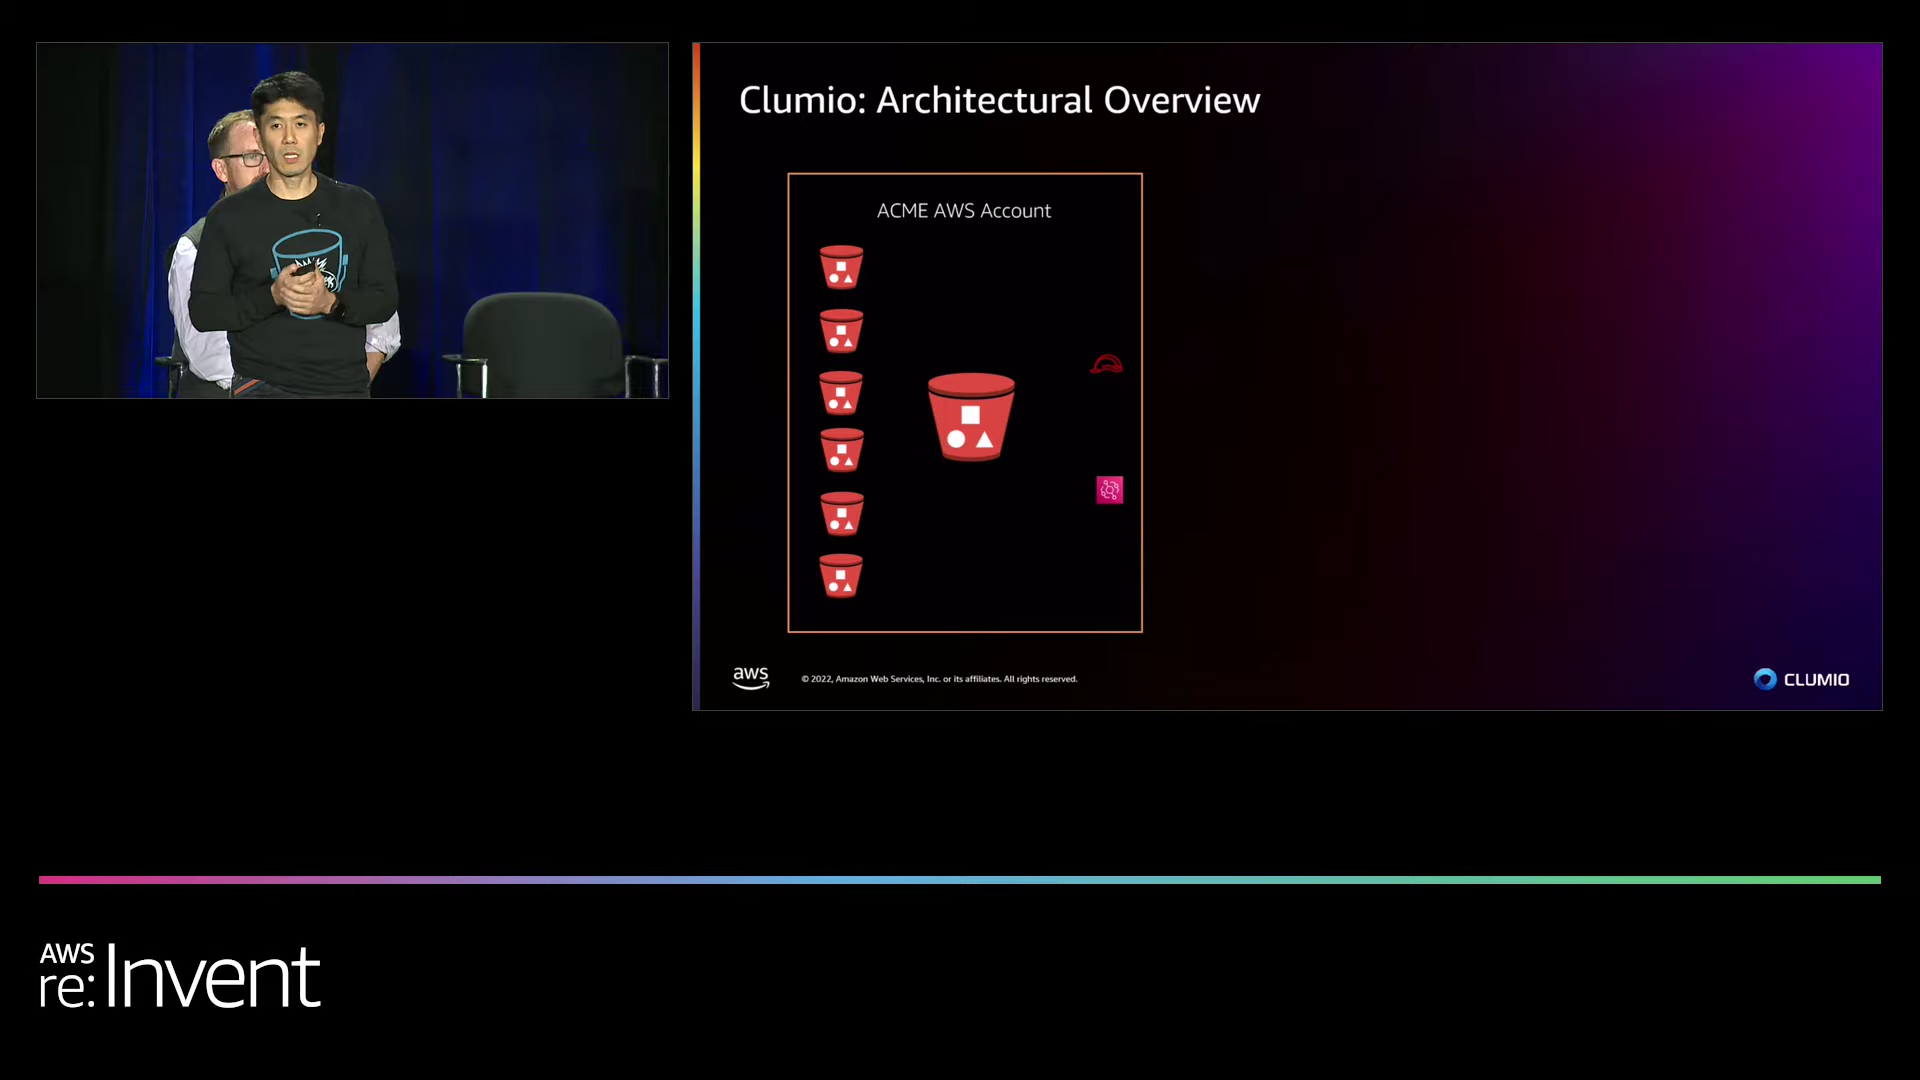 Clumio: Architectural Overview
ACME AWS Account
aws
© 2022, Amazon Web Services, Inc. or its affiliates. All rights reserved.
CLUMIO
AWS
re:Invent